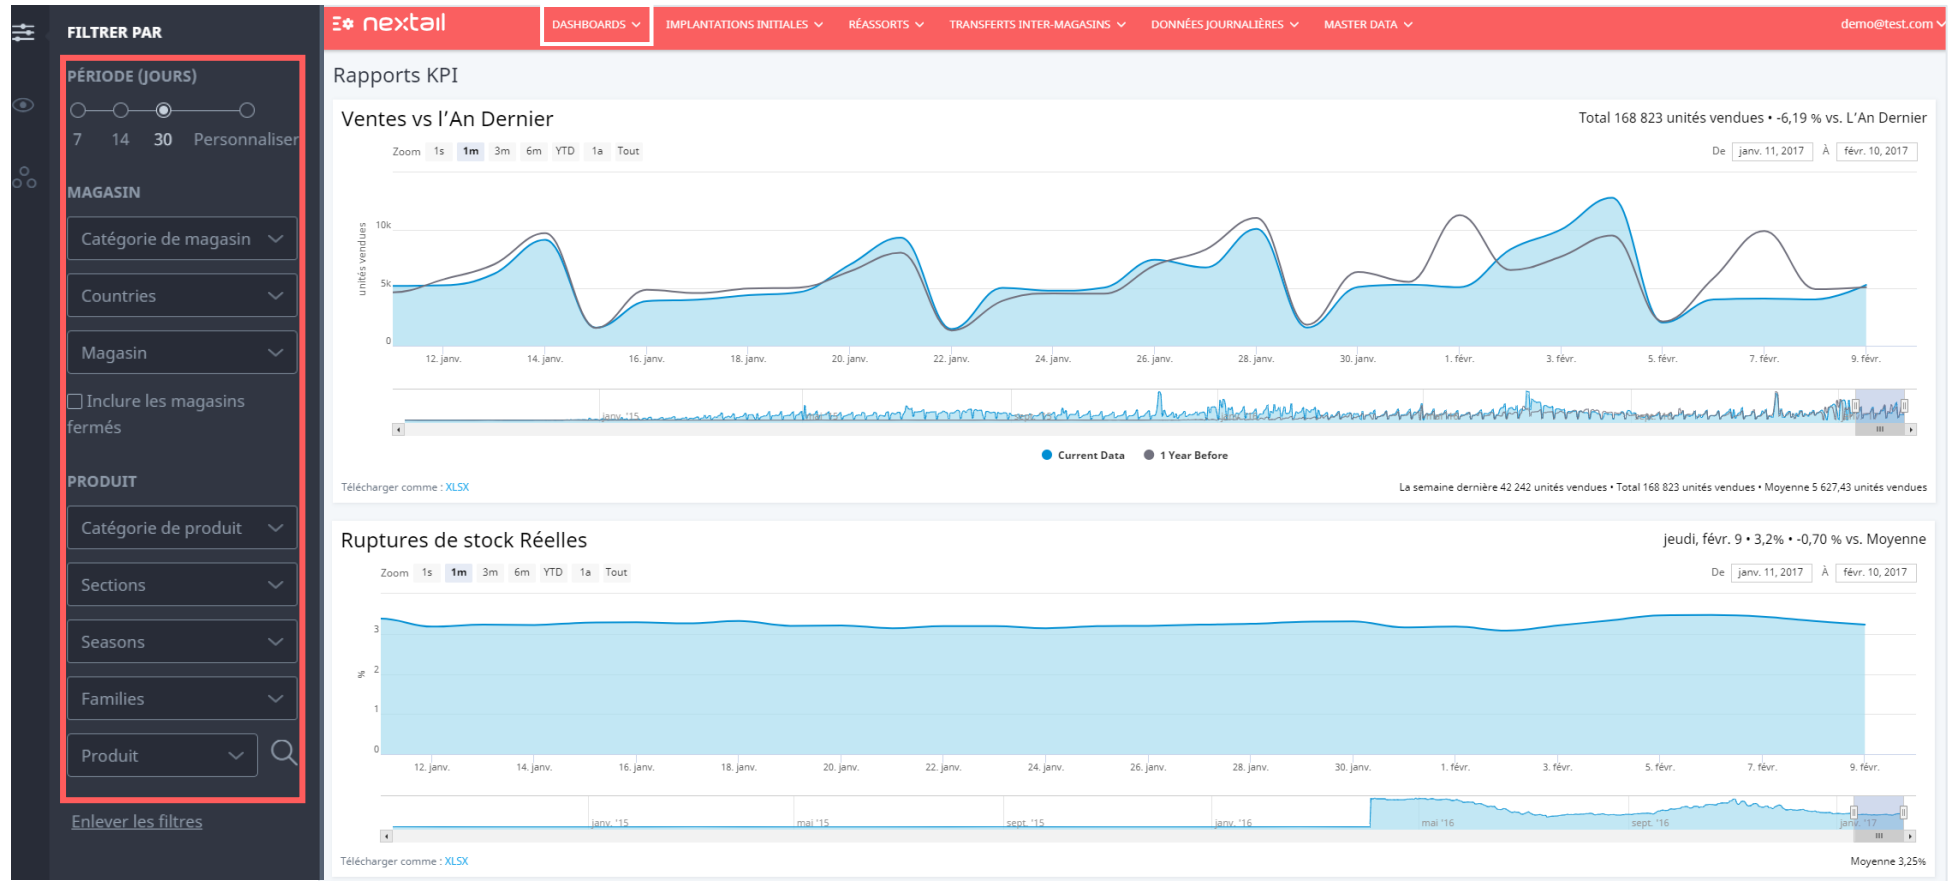 FILTRER PAR
PÉRIODE (JOURS)
7 14 30 Personnaliser
MAGASIN
Catégorie de magasin
Countries
Magasin
Inclure les magasins
fermés
PRODUIT
Catégorie de produit
Sections
Seasons
Families
Produit
Enlever les filtres
nextail DASHBOARDS IMPLANTATIONS INITIALES RÉASSORTS TRANSFERTS INTER-MAGASINS DONNÉES JOURNALIÈRES MASTER DATA demo@test.com
Rapports KPI
Ventes vs l'An Dernier Total 168 823 unités vendues • -6,19 % vs. L'An Dernier
Zoom 1s 1m 3m 6m YTD 1a Tout De janv. 11, 2017 À févr. 10, 2017
unités vendues
10k
5k
0
12. janv. 14. janv. 16. janv. 18. janv. 20. janv. 22. janv. 24. janv. 26. janv. 28. janv. 30. janv. 1. févr. 3. févr. 5. févr. 7. févr. 9. févr.
janv. '15
Current Data 1 Year Before
Télécharger comme : XLSX La semaine dernière 42 242 unités vendues • Total 168 823 unités vendues • Moyenne 5 627,43 unités vendues
Ruptures de stock Réelles jeudi, févr. 9 • 3,2% • -0,70 % vs. Moyenne
Zoom 1s 1m 3m 6m YTD 1a Tout De janv. 11, 2017 À févr. 10, 2017
%
3
2
1
0
12. janv. 14. janv. 16. janv. 18. janv. 20. janv. 22. janv. 24. janv. 26. janv. 28. janv. 30. janv. 1. févr. 3. févr. 5. févr. 7. févr. 9. févr.
janv. '15 mai '15 sept. '15 janv. '16 mai '16 sept. '16 janv. '17
Télécharger comme : XLSX Moyenne 3,25%